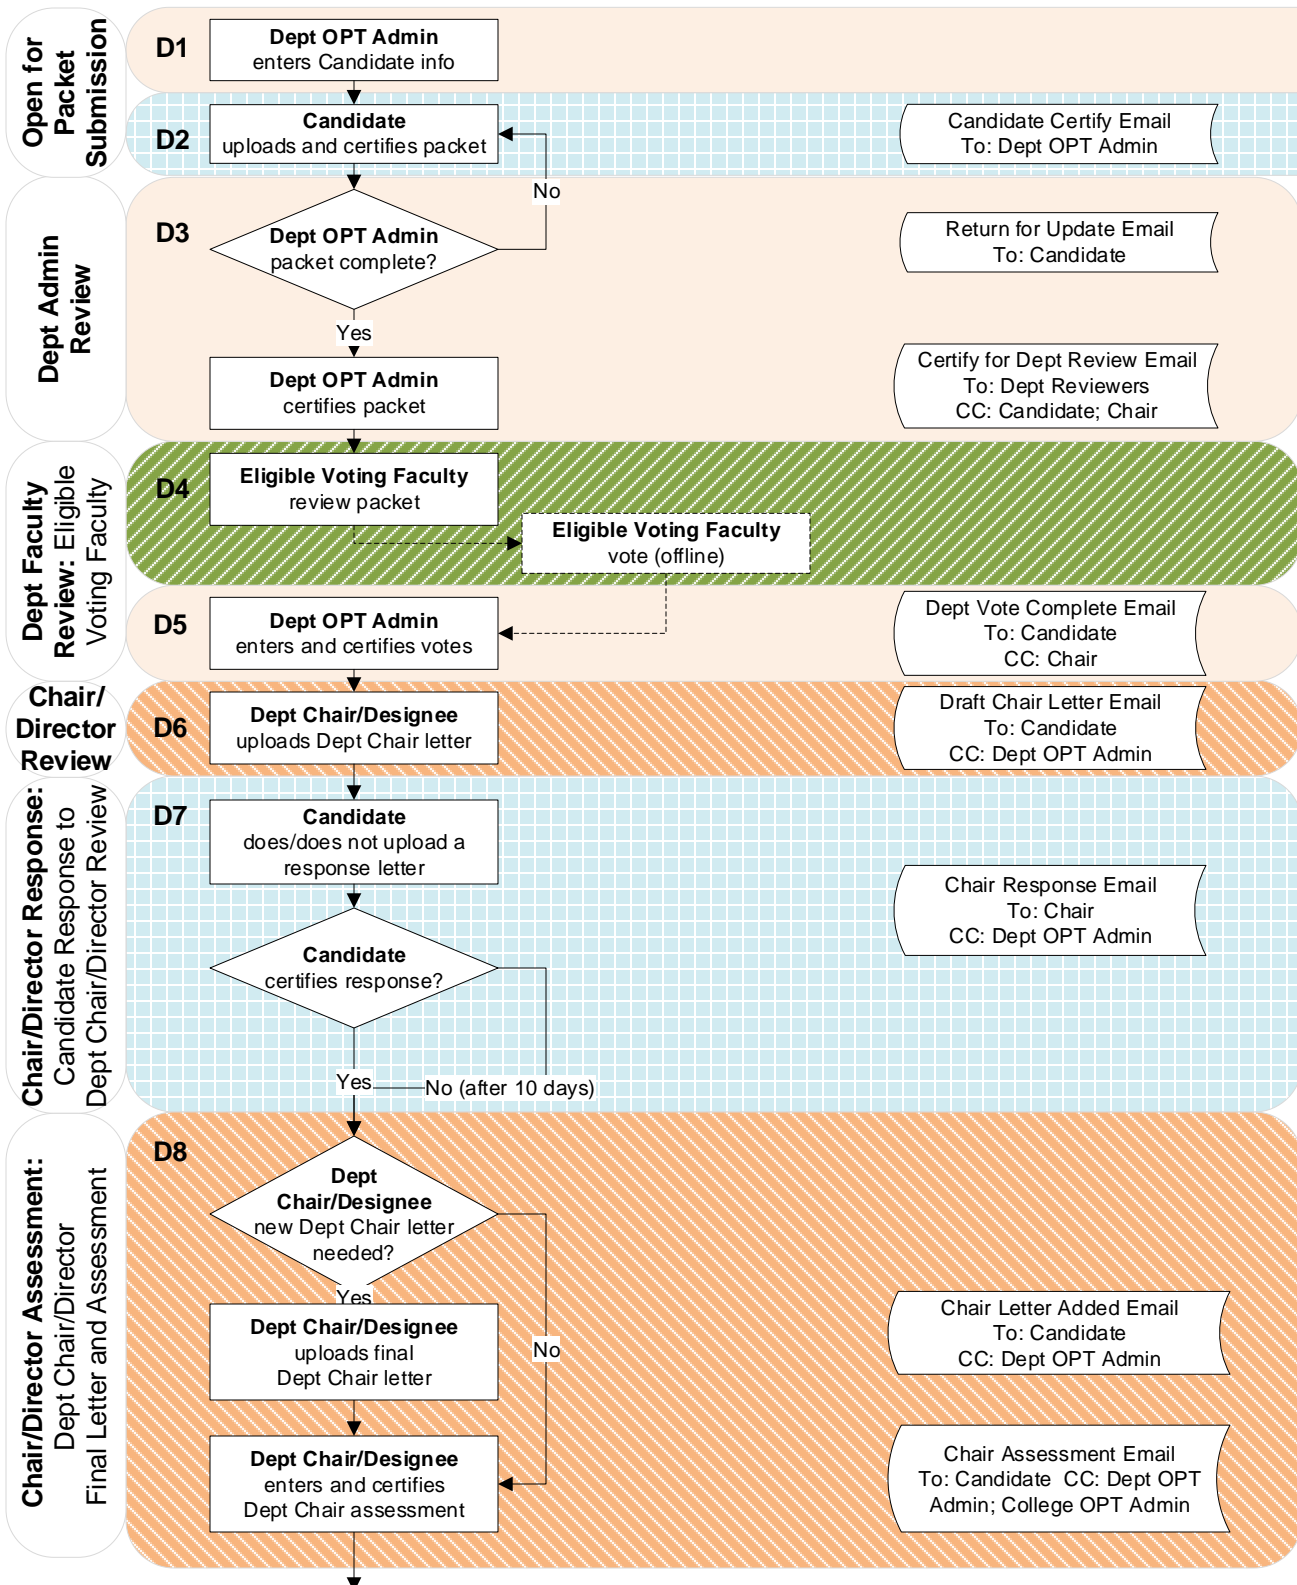 Open for
Packet
Submission
D1
Dept OPT Admin
enters Candidate info
D2
Candidate
uploads and certifies packet
Candidate Certify Email
To: Dept OPT Admin
No
Dept Admin
Review
D3
Dept OPT Admin
packet complete?
Return for Update Email
To: Candidate
Yes
Dept OPT Admin
certifies packet
Certify for Dept Review Email
To: Dept Reviewers
CC: Candidate; Chair
Dept Faculty
Review: Eligible
Voting Faculty
D4
Eligible Voting Faculty
review packet
Eligible Voting Faculty
vote (offline)
D5
Dept OPT Admin
enters and certifies votes
Dept Vote Complete Email
To: Candidate
CC: Chair
Chair/
Director
Review
D6
Dept Chair/Designee
uploads Dept Chair letter
Draft Chair Letter Email
To: Candidate
CC: Dept OPT Admin
Chair/Director Response:
Candidate Response to
Dept Chair/Director Review
D7
Candidate
does/does not upload a
response letter
Chair Response Email
To: Chair
CC: Dept OPT Admin
Candidate
certifies response?
Yes
No (after 10 days)
Chair/Director Assessment:
Dept Chair/Director
Final Letter and Assessment
D8
Dept
Chair/Designee
new Dept Chair letter
needed?
Yes
Dept Chair/Designee
uploads final
Dept Chair letter
No
Chair Letter Added Email
To: Candidate
CC: Dept OPT Admin
Dept Chair/Designee
enters and certifies
Dept Chair assessment
Chair Assessment Email
To: Candidate  CC: Dept OPT
Admin; College OPT Admin